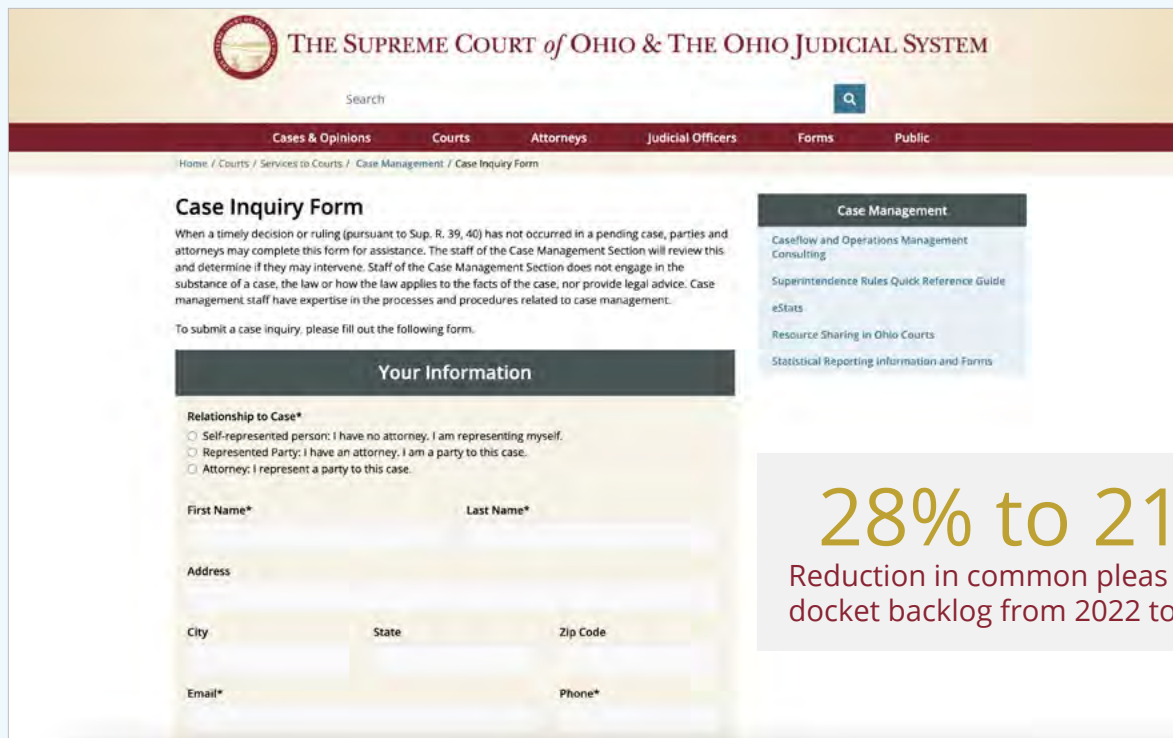 THE SUPREME COURT of OHIO & THE OHIO JUDICIAL SYSTEM
Search
Cases & Opinions Courts Attorneys Judicial Officers Forms Public
Home / Courts / Services to Courts / Case Management / Case Inquiry Form
Case Inquiry Form
When a timely decision or ruling (pursuant to Sup. R. 39, 40) has not occurred in a pending case, parties and
attorneys may complete this form for assistance. The staff of the Case Management Section will review this
and determine if they may intervene. Staff of the Case Management Section does not engage in the
substance of a case, the law or how the law applies to the facts of the case, nor provide legal advice. Case
management staff have expertise in the processes and procedures related to case management.
To submit a case inquiry, please fill out the following form.
Your Information
Relationship to Case*
Self-represented person: I have no attorney. I am representing myself.
Represented Party: I have an attorney. I am a party to this case.
Attorney: I represent a party to this case.
First Name* Last Name*
Address
City State Zip Code
Email* Phone*
Case Management
Caseflow and Operations Management
Consulting
Superintendence Rules Quick Reference Guide
eStats
Resource Sharing in Ohio Courts
Statistical Reporting Information and Forms
28% to 21
Reduction in common pleas
docket backlog from 2022 to